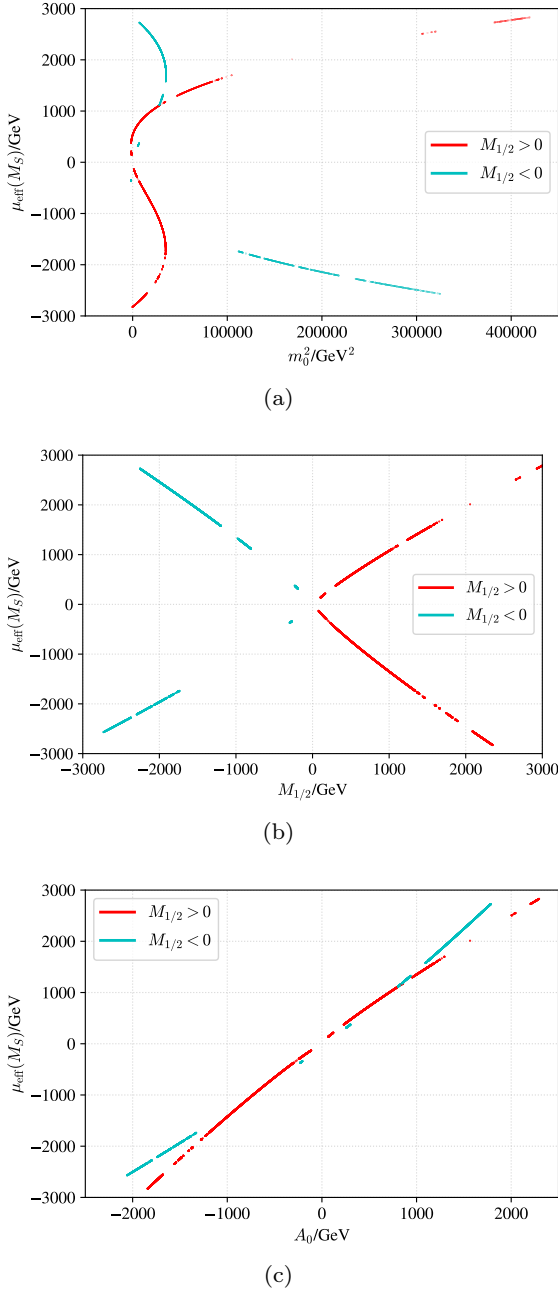 3000
2000
1000
0
−1000
−2000
−3000
μeff(MS)/GeV
M1/2 > 0
M1/2 < 0
0 100000 200000 300000 400000
m0²/GeV²
(a)
3000
2000
1000
0
−1000
−2000
−3000
μeff(MS)/GeV
M1/2 > 0
M1/2 < 0
−3000 −2000 −1000 0 1000 2000 3000
M1/2/GeV
(b)
3000
2000
1000
0
−1000
−2000
−3000
μeff(MS)/GeV
M1/2 > 0
M1/2 < 0
−2000 −1000 0 1000 2000
A0/GeV
(c)